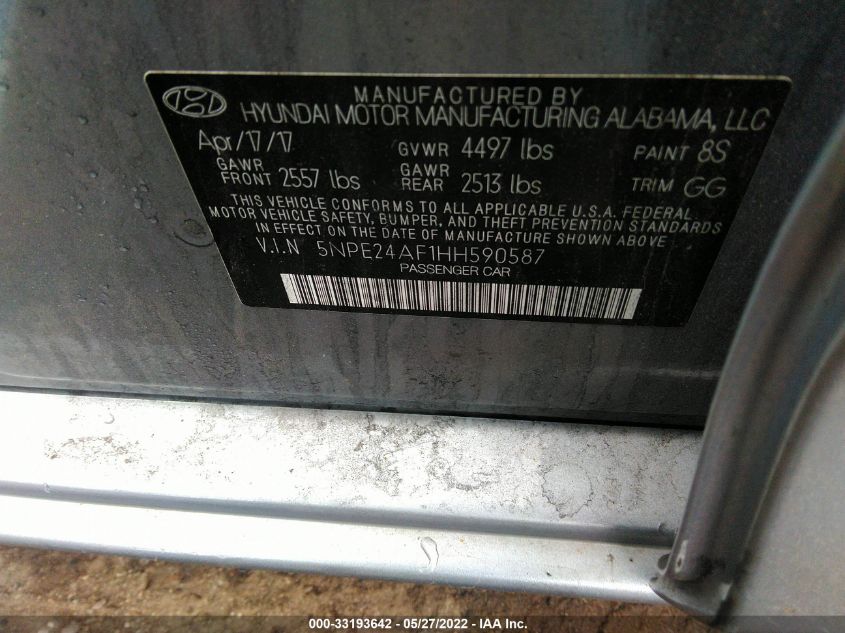 MANUFACTURED BY
HYUNDAI MOTOR MANUFACTURING ALABAMA, LLC
Apr/17/17 GVWR 4497 lbs PAINT 8S
GAWR FRONT 2557 lbs GAWR REAR 2513 lbs TRIM GG
THIS VEHICLE CONFORMS TO ALL APPLICABLE U.S.A. FEDERAL
MOTOR VEHICLE SAFETY, BUMPER, AND THEFT PREVENTION STANDARDS
IN EFFECT ON THE DATE OF MANUFACTURE SHOWN ABOVE.
V.I.N 5NPE24AF1HH590587
PASSENGER CAR
000-33193642 - 05/27/2022 - IAA Inc.